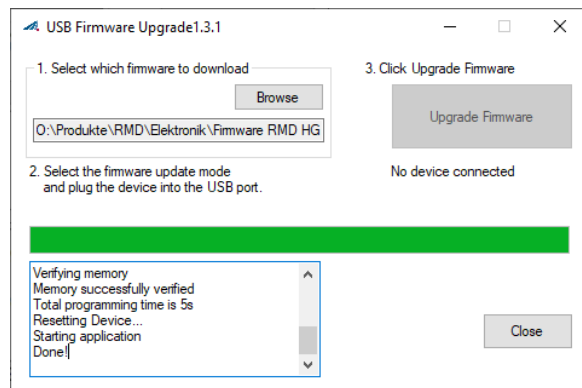 USB Firmware Upgrade1.3.1
1. Select which firmware to download
Browse
O:\Produkte\RMD\Elektronik\Firmware RMD HG
2. Select the firmware update mode
and plug the device into the USB port.
3. Click Upgrade Firmware
Upgrade Firmware
No device connected
Verifying memory
Memory successfully verified
Total programming time is 5s
Resetting Device...
Starting application
Done!
Close